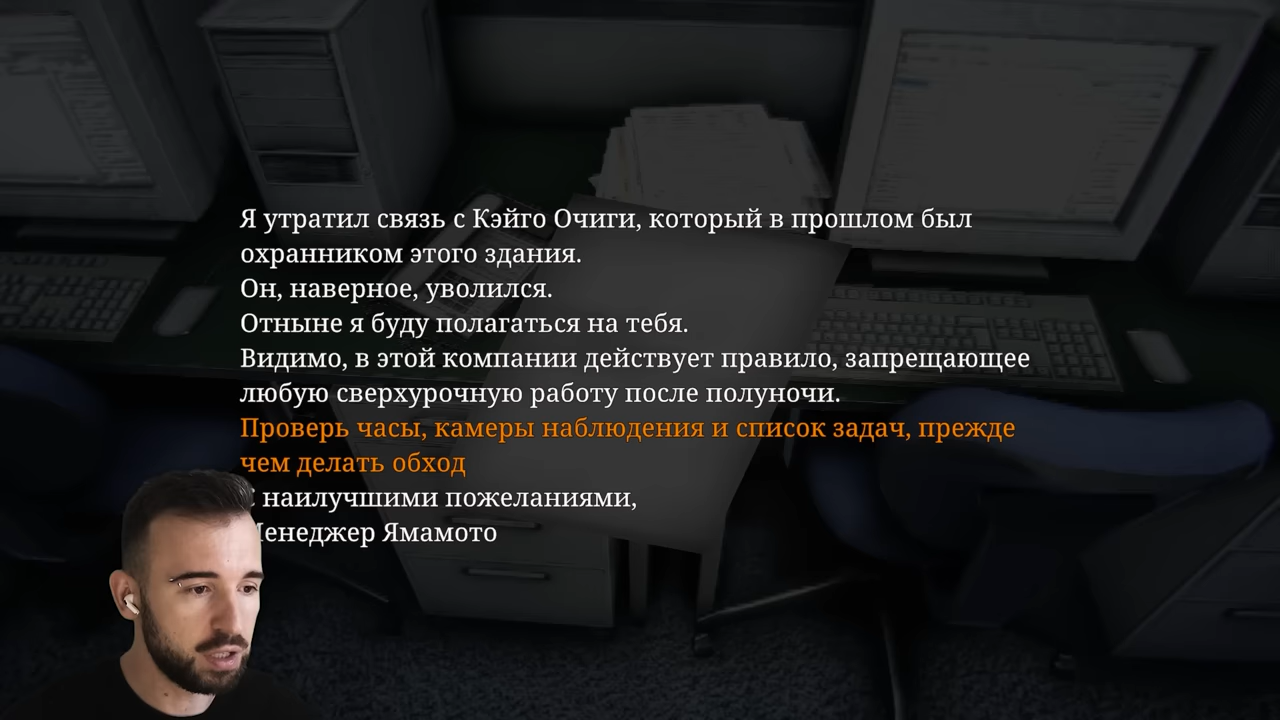 Я утратил связь с Кэйго Очиги, который в прошлом был
охранником этого здания.
Он, наверное, уволился.
Отныне я буду полагаться на тебя.
Видимо, в этой компании действует правило, запрещающее
любую сверхурочную работу после полуночи.
Проверь часы, камеры наблюдения и список задач, прежде
чем делать обход
С наилучшими пожеланиями,
Менеджер Ямамото